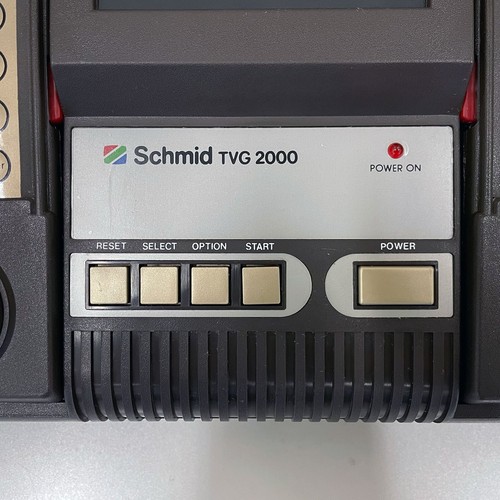 Schmid TVG 2000
POWER ON
RESET SELECT OPTION START POWER